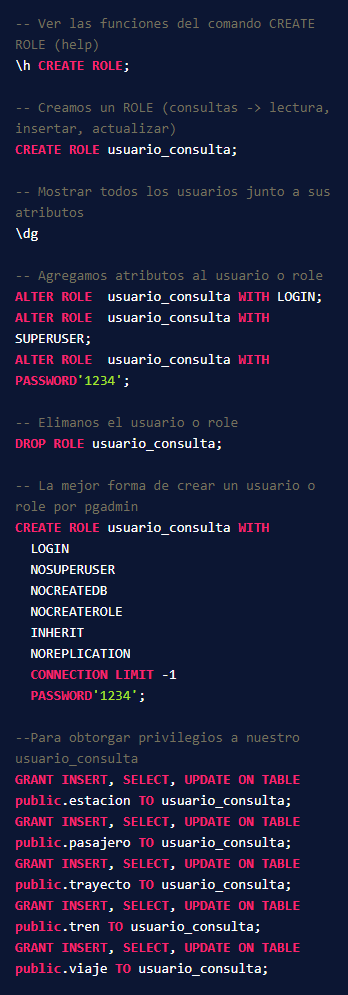 -- Ver las funciones del comando CREATE
ROLE (help)
\h CREATE ROLE;
-- Creamos un ROLE (consultas -> lectura,
insertar, actualizar)
CREATE ROLE usuario_consulta;
-- Mostrar todos los usuarios junto a sus
atributos
\dg
-- Agregamos atributos al usuario o role
ALTER ROLE  usuario_consulta WITH LOGIN;
ALTER ROLE  usuario_consulta WITH
SUPERUSER;
ALTER ROLE  usuario_consulta WITH
PASSWORD'1234';
-- Elimanos el usuario o role
DROP ROLE usuario_consulta;
-- La mejor forma de crear un usuario o
role por pgadmin
CREATE ROLE usuario_consulta WITH
  LOGIN
  NOSUPERUSER
  NOCREATEDB
  NOCREATEROLE
  INHERIT
  NOREPLICATION
  CONNECTION LIMIT -1
  PASSWORD'1234';
--Para obtorgar privilegios a nuestro
usuario_consulta
GRANT INSERT, SELECT, UPDATE ON TABLE
public.estacion TO usuario_consulta;
GRANT INSERT, SELECT, UPDATE ON TABLE
public.pasajero TO usuario_consulta;
GRANT INSERT, SELECT, UPDATE ON TABLE
public.trayecto TO usuario_consulta;
GRANT INSERT, SELECT, UPDATE ON TABLE
public.tren TO usuario_consulta;
GRANT INSERT, SELECT, UPDATE ON TABLE
public.viaje TO usuario_consulta;